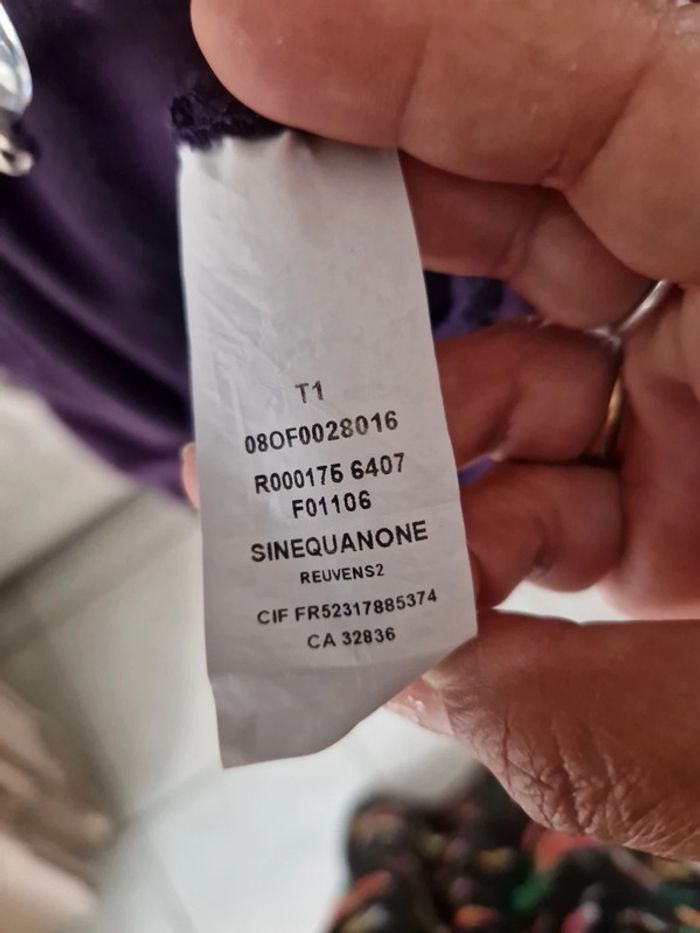 T1
08OF0028016
R000175 6407
F01106
SINEQUANONE
REUVENS2
CIF FR52317885374
CA 32836